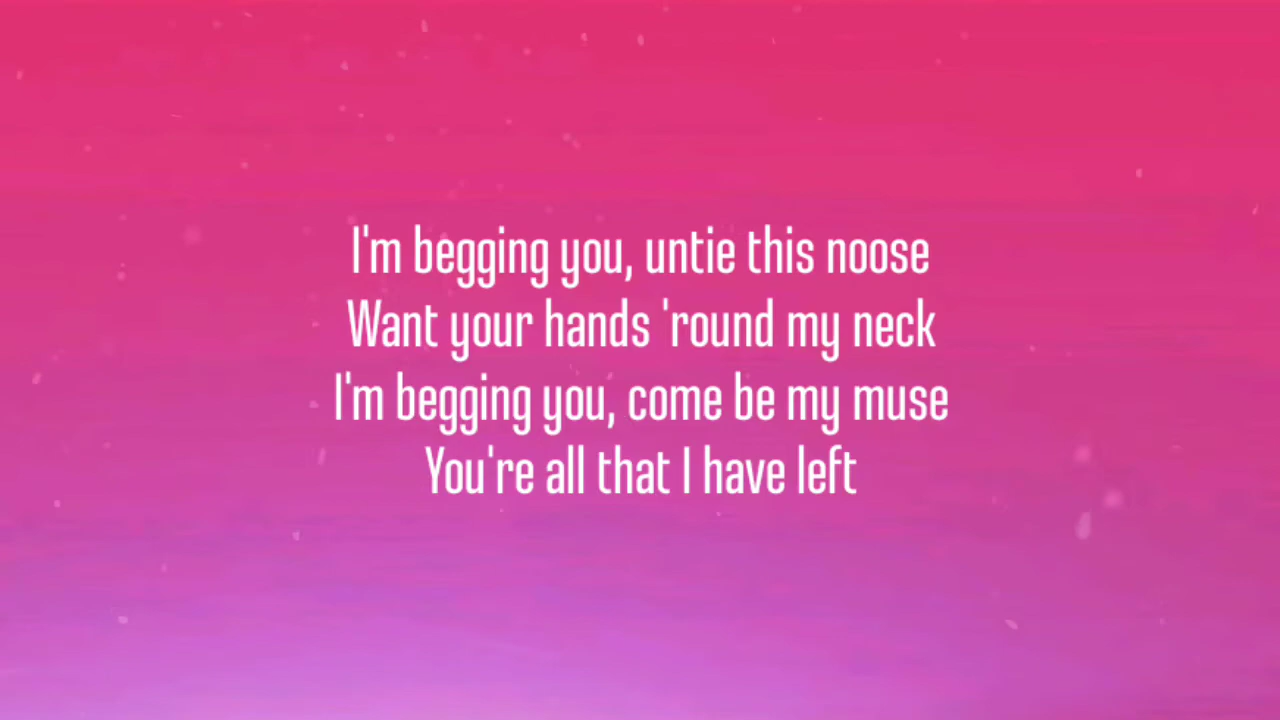 I'm begging you, untie this noose
Want your hands 'round my neck
I'm begging you, come be my muse
You're all that I have left